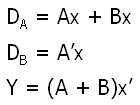 D_A = Ax + Bx
D_B = A′x
Y = (A + B)x′